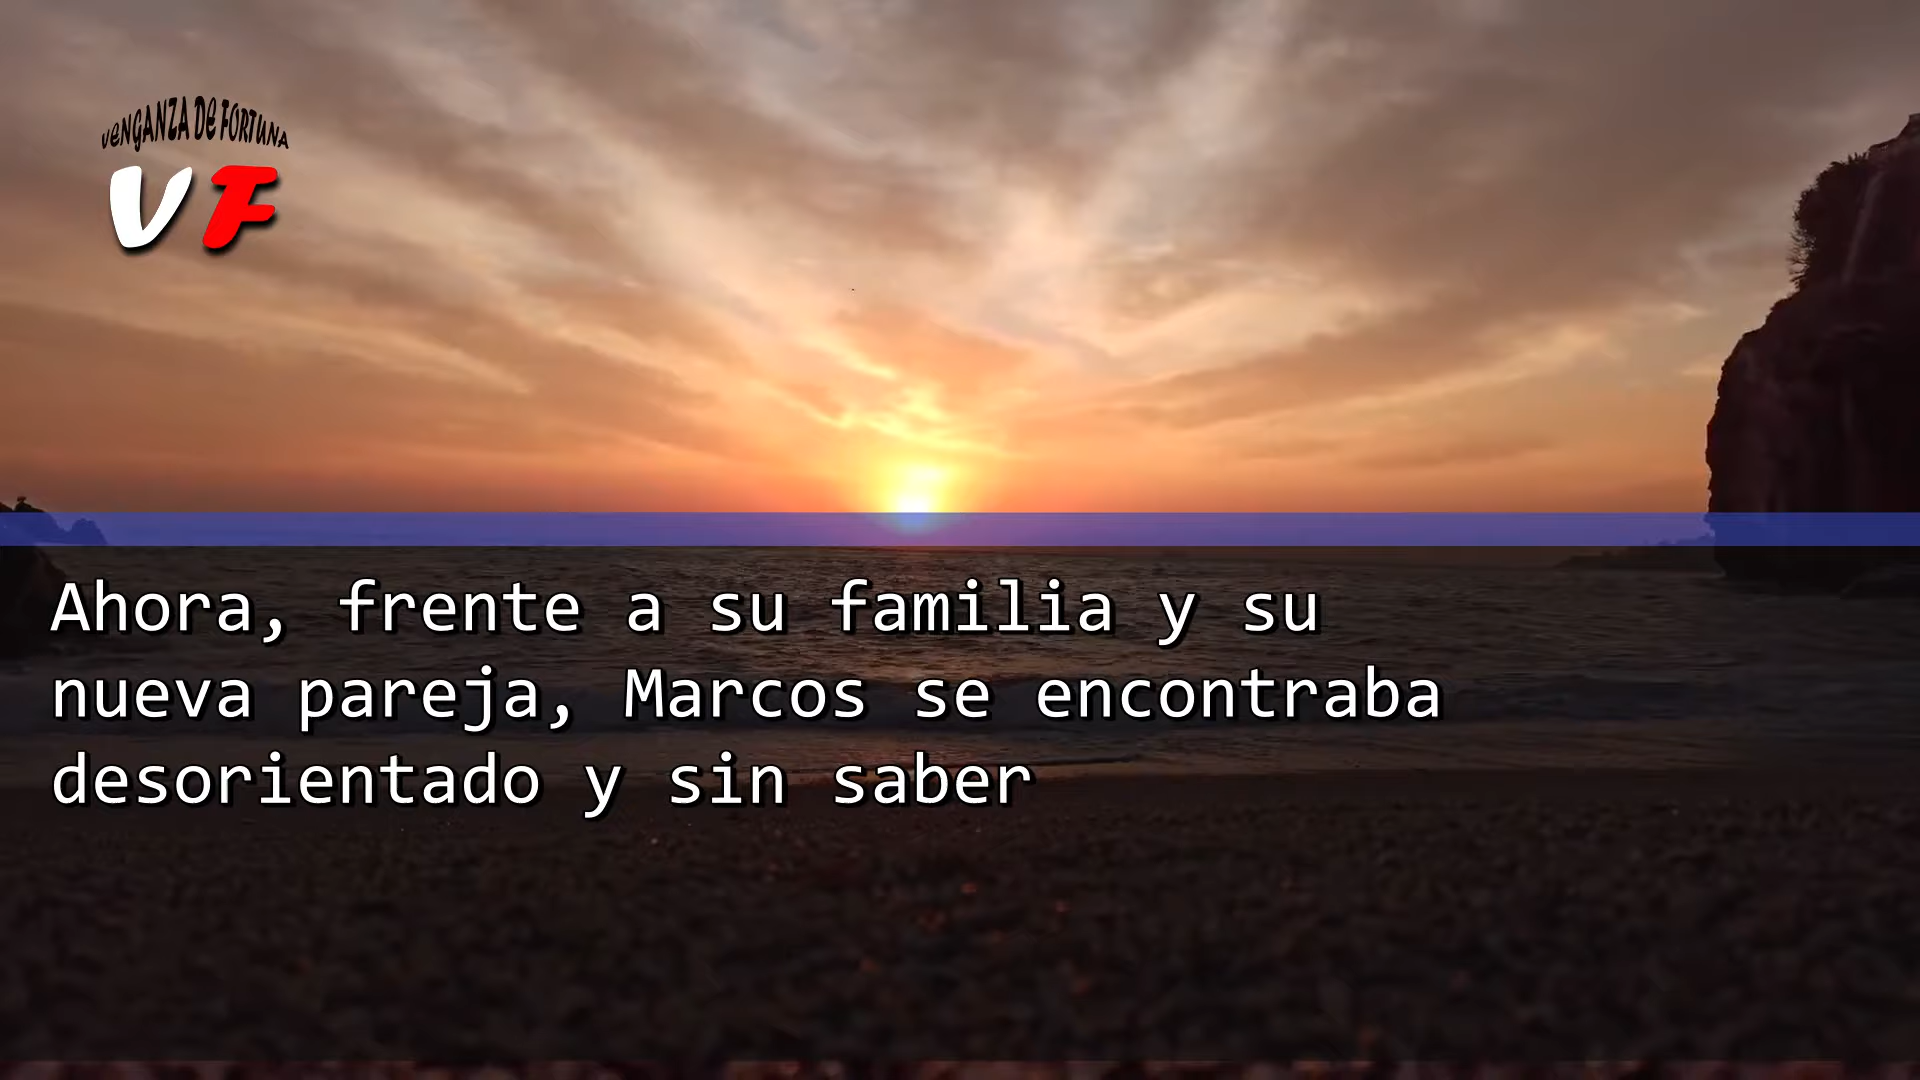 VENGANZA DE FORTUNA
VF
Ahora, frente a su familia y su
nueva pareja, Marcos se encontraba
desorientado y sin saber